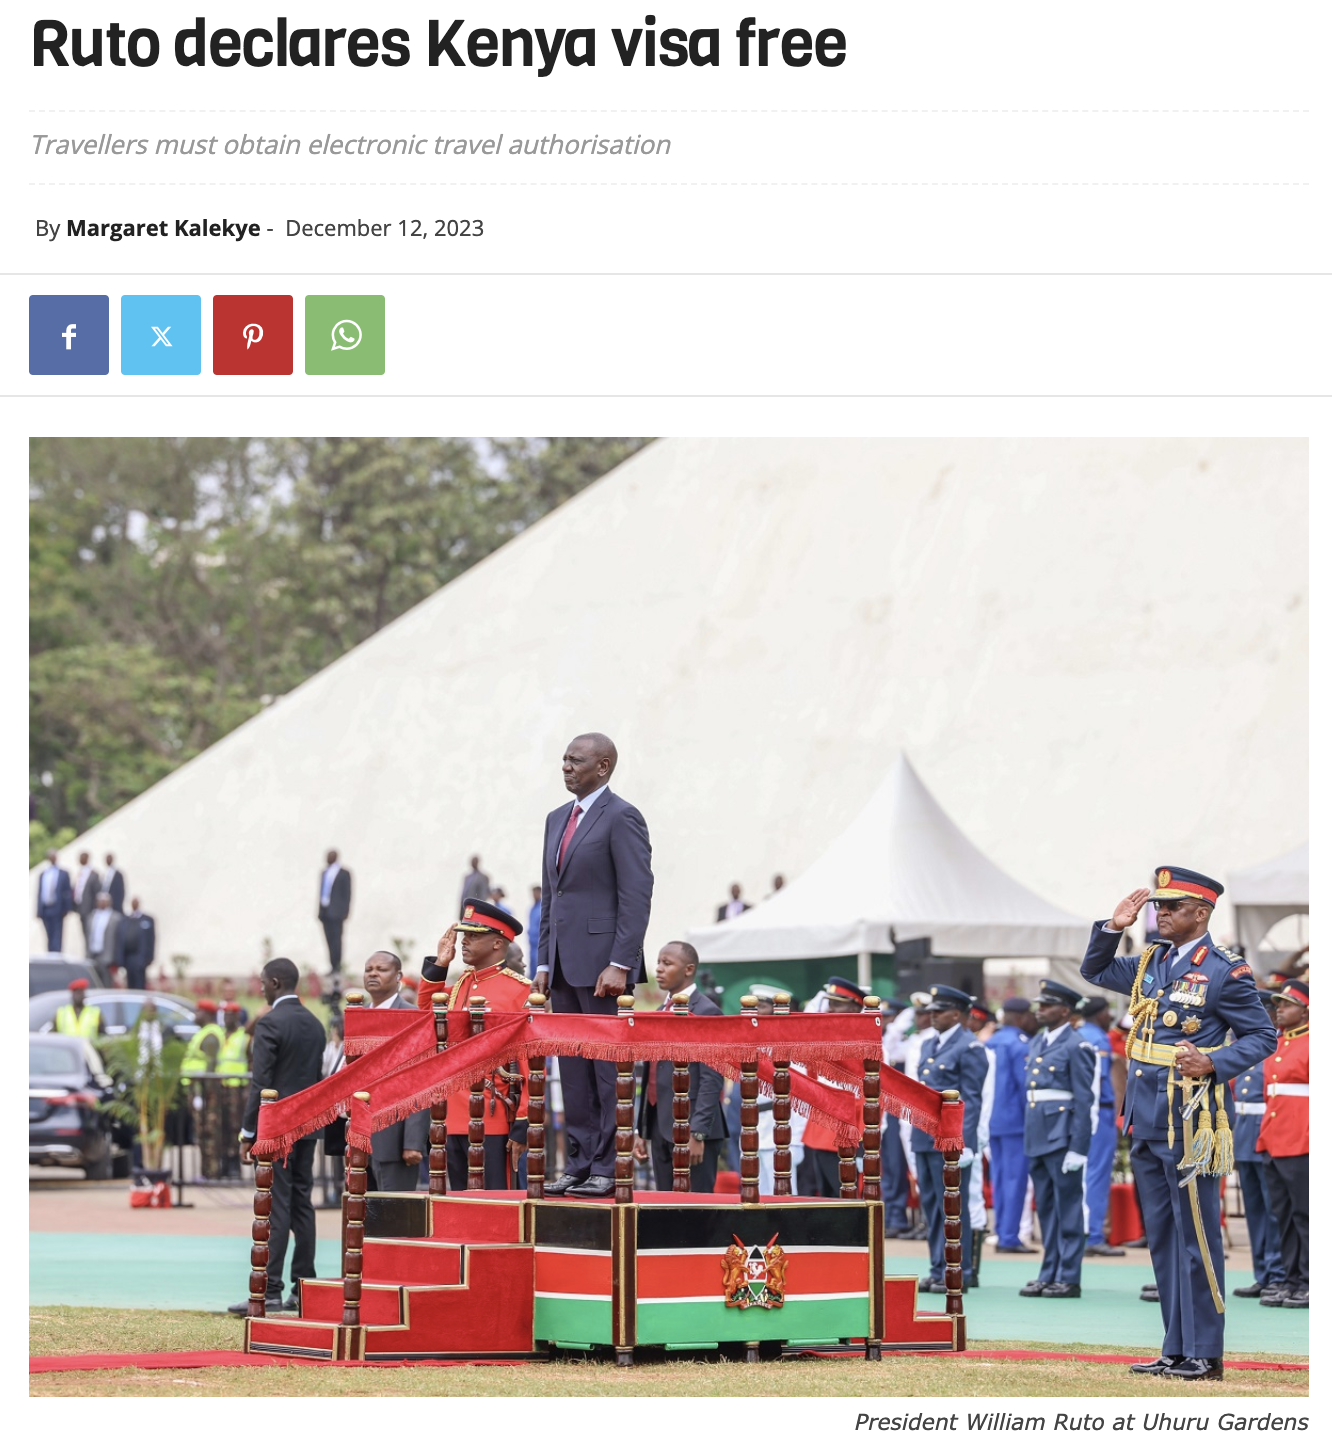 Ruto declares Kenya visa free
Travellers must obtain electronic travel authorisation
By Margaret Kalekye - December 12, 2023
President William Ruto at Uhuru Gardens